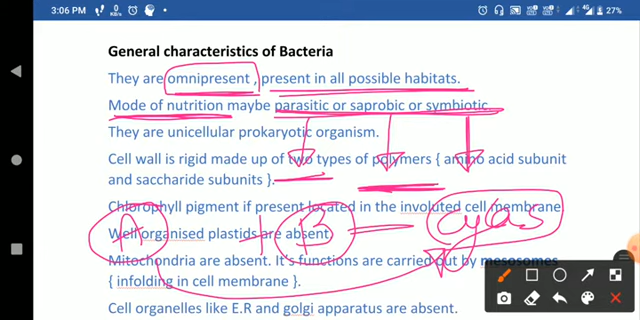 3:06 PM 0 KB/s 27%
General characteristics of Bacteria
They are omnipresent , present in all possible habitats.
Mode of nutrition maybe parasitic or saprobic or symbiotic
They are unicellular prokaryotic organism.
Cell wall is rigid made up of two types of polymers { amino acid subunit
and saccharide subunits }.
Chlorophyll pigment if present located in the involuted cell membrane
Well organised plastids are absent
A + B =
Mitochondria are absent. It's functions are carried out by mesosomes
{ infolding in cell membrane }.
Cell organelles like E.R and golgi apparatus are absent.